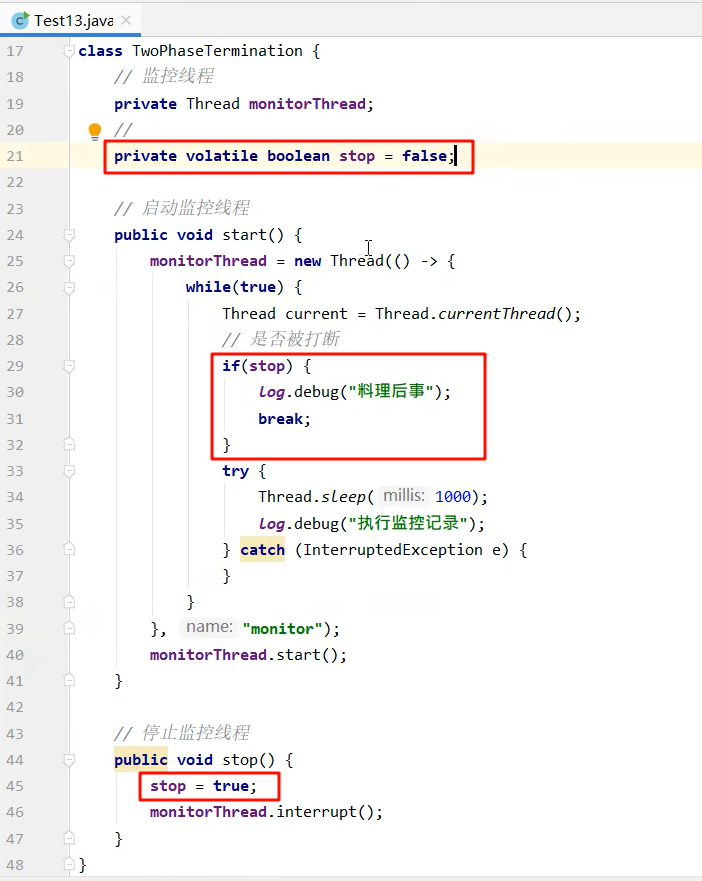 Test13.java
17 class TwoPhaseTermination {
18 // 监控线程
19 private Thread monitorThread;
20 //
21 private volatile boolean stop = false;
22
23 // 启动监控线程
24 public void start() {
25 monitorThread = new Thread(() -> {
26 while(true) {
27 Thread current = Thread.currentThread();
28 // 是否被打断
29 if(stop) {
30 log.debug("料理后事");
31 break;
32 }
33 try {
34 Thread.sleep( millis: 1000);
35 log.debug("执行监控记录");
36 } catch (InterruptedException e) {
37 }
38 }
39 }, name: "monitor");
40 monitorThread.start();
41 }
42
43 // 停止监控线程
44 public void stop() {
45 stop = true;
46 monitorThread.interrupt();
47 }
48 }